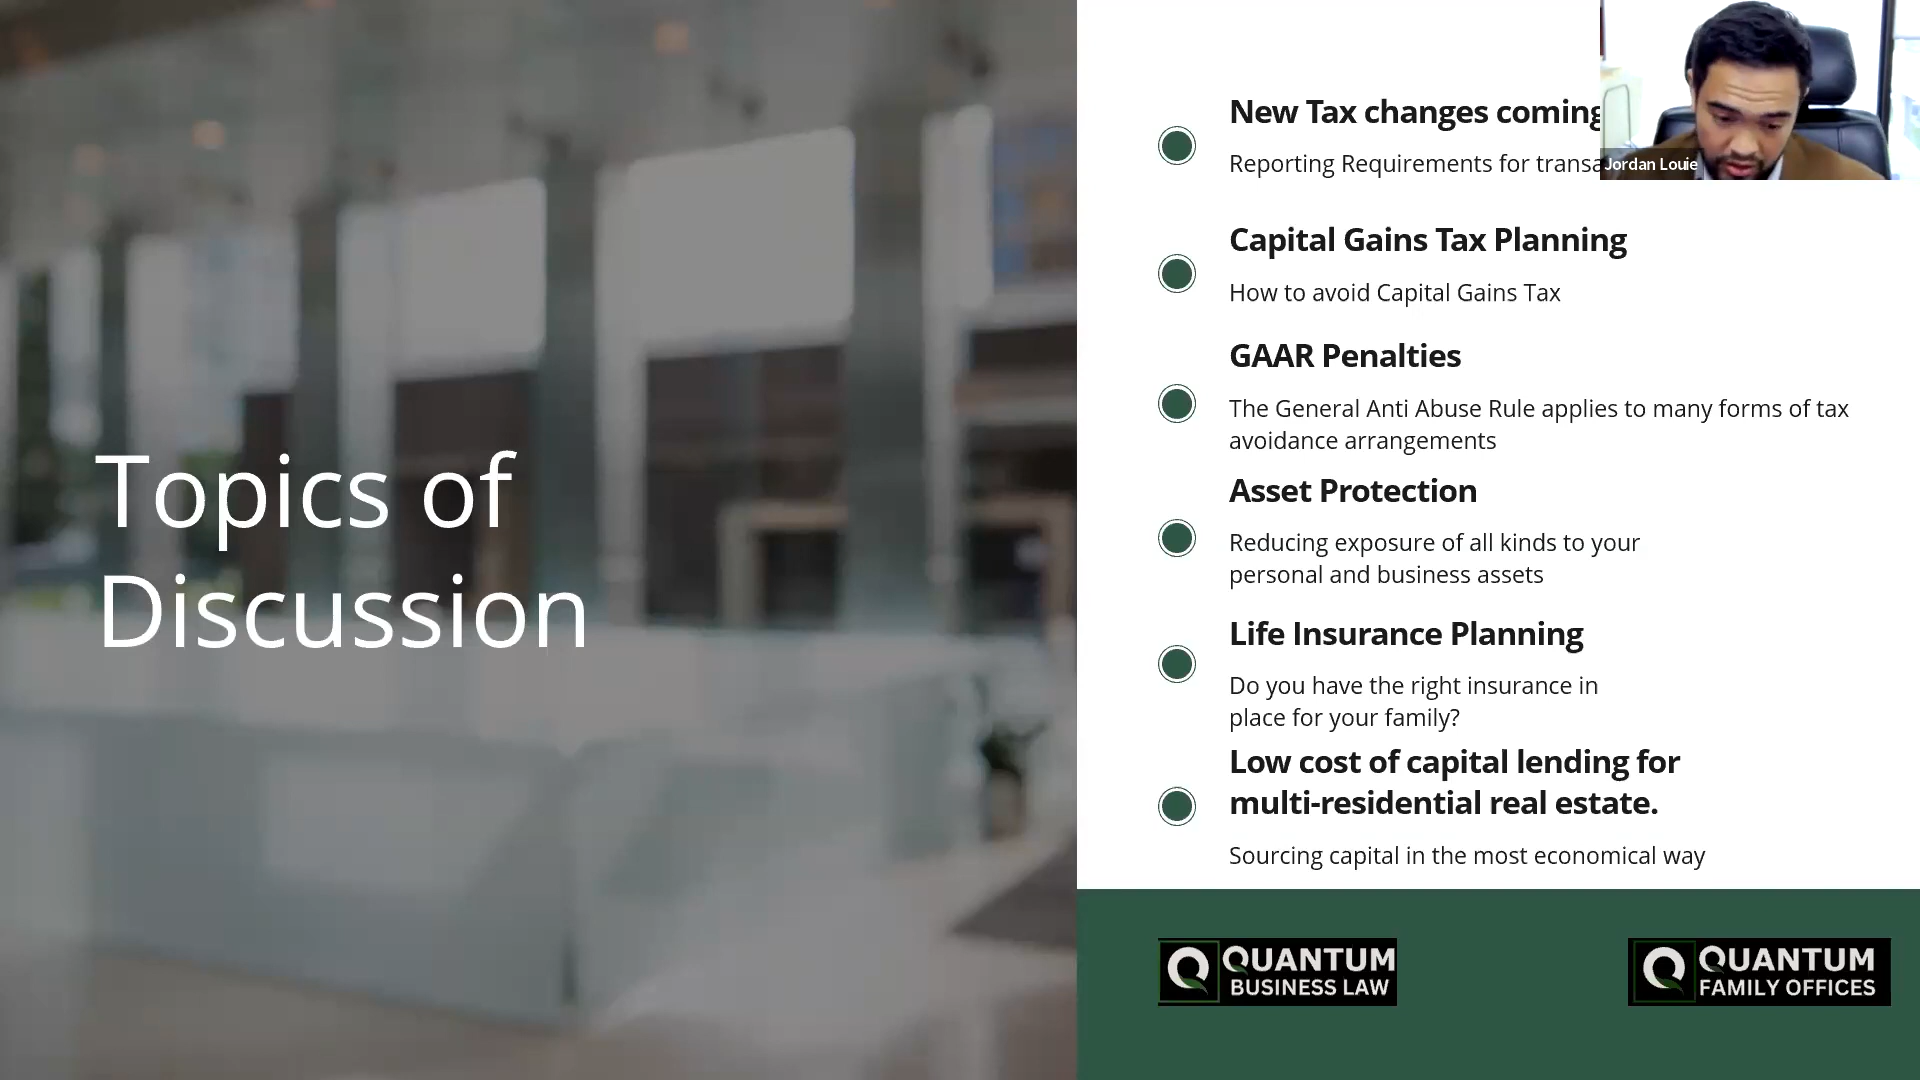 Topics of
Discussion
New Tax changes coming
Reporting Requirements for
Jordan Louie
Capital Gains Tax Planning
How to avoid Capital Gains Tax
GAAR Penalties
The General Anti Abuse Rule applies to many forms of tax
avoidance arrangements
Asset Protection
Reducing exposure of all kinds to your
personal and business assets
Life Insurance Planning
Do you have the right insurance in
place for your family?
Low cost of capital lending for
multi-residential real estate.
Sourcing capital in the most economical way
QUANTUM
BUSINESS LAW
QUANTUM
FAMILY OFFICES